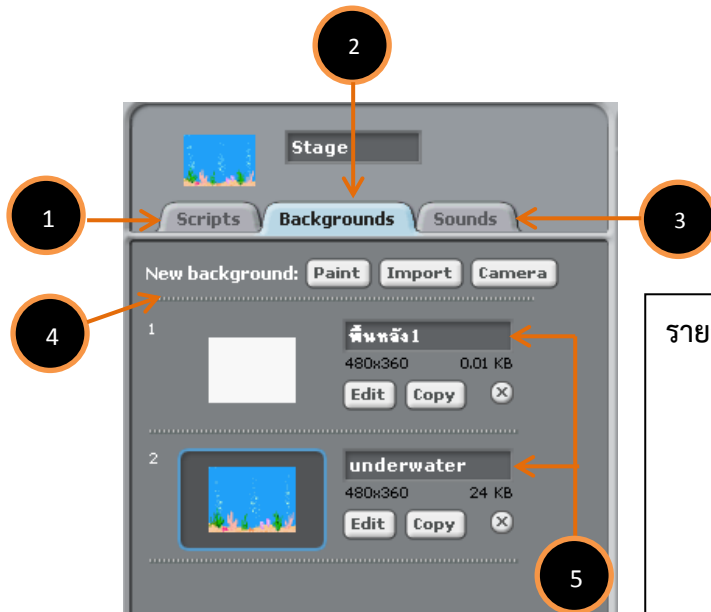 2
Stage
1
Scripts Backgrounds Sounds
3
New background: Paint Import Camera
4
1
พื้นหลัง1
480x360 0.01 KB
Edit Copy
ราย
2
underwater
480x360 24 KB
Edit Copy
5